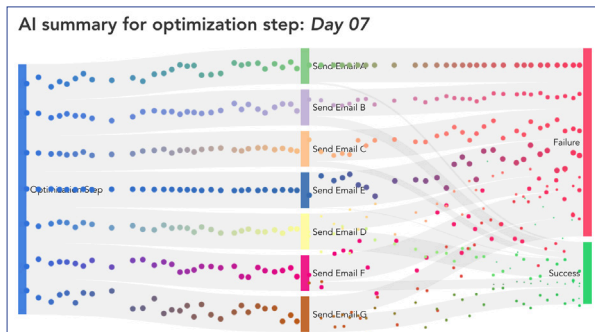 AI summary for optimization step: Day 07
Send Email A
Send Email B
Send Email C
Failure
Optimization Step
Send Email E
Send Email D
Send Email F
Success
Send Email G